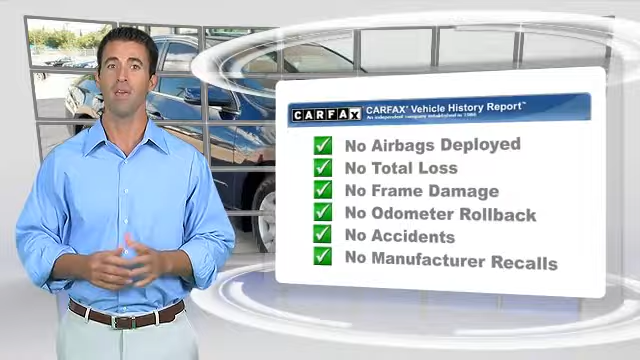 CARFAX CARFAX™ Vehicle History Report™
An independent company established in 1986
No Airbags Deployed
No Total Loss
No Frame Damage
No Odometer Rollback
No Accidents
No Manufacturer Recalls